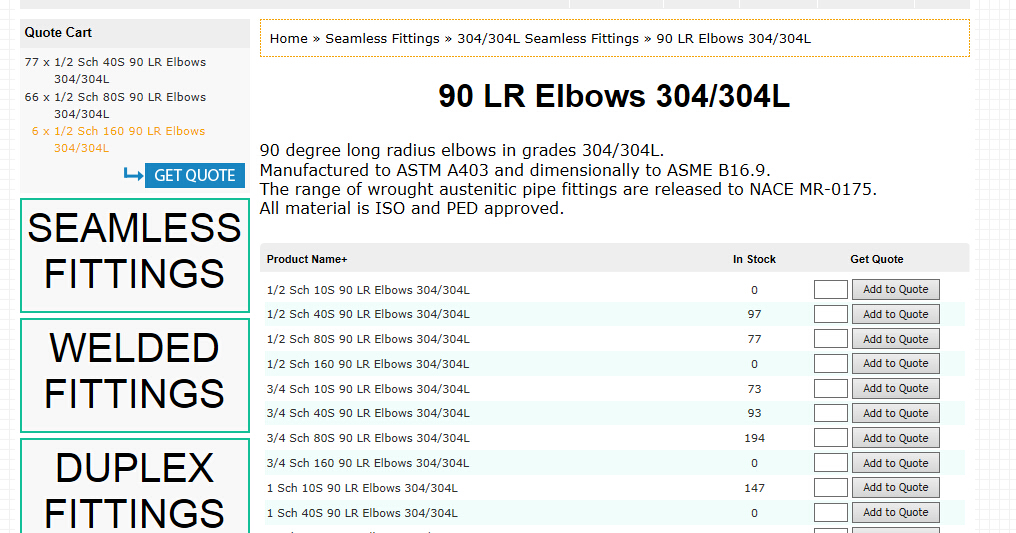 Quote Cart
77 x 1/2 Sch 40S 90 LR Elbows
304/304L
66 x 1/2 Sch 80S 90 LR Elbows
304/304L
6 x 1/2 Sch 160 90 LR Elbows
304/304L
GET QUOTE
SEAMLESS
FITTINGS
WELDED
FITTINGS
DUPLEX
FITTINGS
Home » Seamless Fittings » 304/304L Seamless Fittings » 90 LR Elbows 304/304L
90 LR Elbows 304/304L
90 degree long radius elbows in grades 304/304L.
Manufactured to ASTM A403 and dimensionally to ASME B16.9.
The range of wrought austenitic pipe fittings are released to NACE MR-0175.
All material is ISO and PED approved.
Product Name+ In Stock Get Quote
1/2 Sch 10S 90 LR Elbows 304/304L 0 Add to Quote
1/2 Sch 40S 90 LR Elbows 304/304L 97 Add to Quote
1/2 Sch 80S 90 LR Elbows 304/304L 77 Add to Quote
1/2 Sch 160 90 LR Elbows 304/304L 0 Add to Quote
3/4 Sch 10S 90 LR Elbows 304/304L 73 Add to Quote
3/4 Sch 40S 90 LR Elbows 304/304L 93 Add to Quote
3/4 Sch 80S 90 LR Elbows 304/304L 194 Add to Quote
3/4 Sch 160 90 LR Elbows 304/304L 0 Add to Quote
1 Sch 10S 90 LR Elbows 304/304L 147 Add to Quote
1 Sch 40S 90 LR Elbows 304/304L 0 Add to Quote